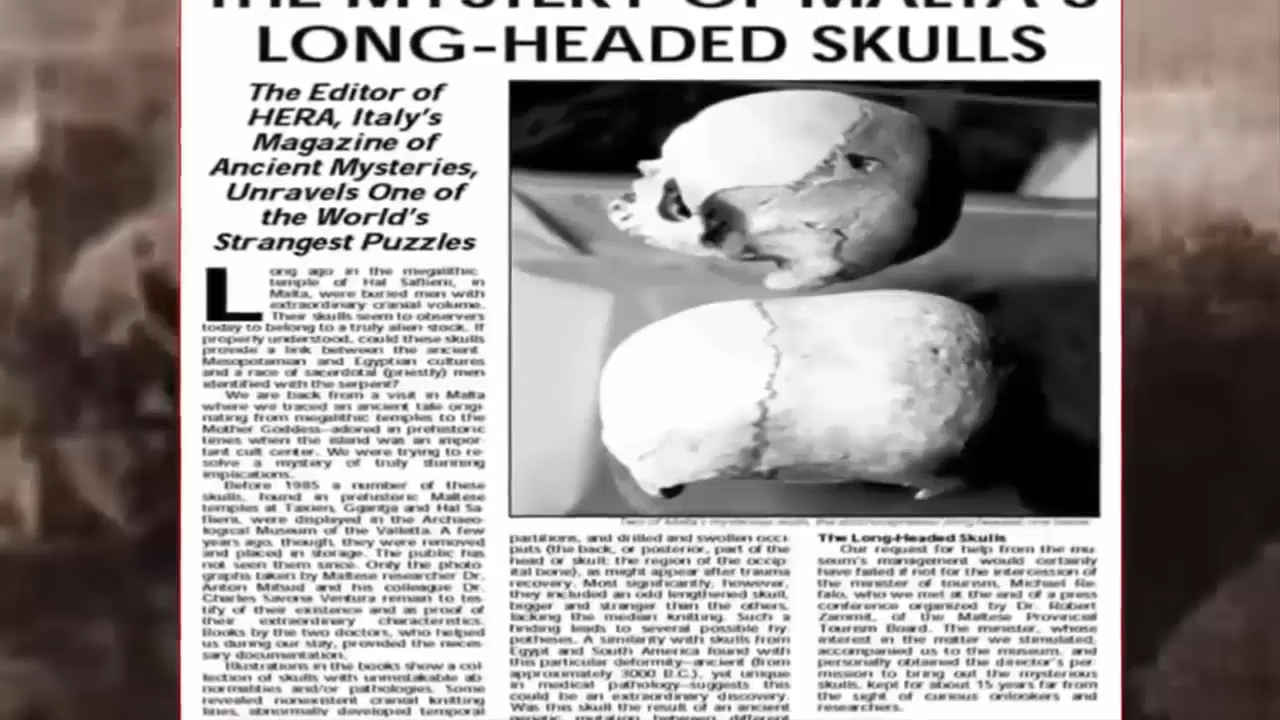 THE MYSTERY OF MALTA'S
LONG-HEADED SKULLS
The Editor of
HERA, Italy's
Magazine of
Ancient Mysteries,
Unravels One of
the World's
Strangest Puzzles
Long ago in the megalithic
temple of Hal Saflieni, in
Malta, were buried men with
extraordinary cranial volume.
Their skulls seem to observers
today to belong to a truly alien stock. If
properly understood, could these skulls
provide a link between the ancient
Mesopotamian and Egyptian cultures
and a race of sacerdotal (priestly) men
identified with the serpent?
We are back from a visit in Malta
where we traced an ancient tale origi-
nating from megalithic temples to the
Mother Goddess—adored in prehistoric
times when the island was an impor-
tant cult center. We were trying to re-
solve a mystery of truly stunning
implications.
Before 1985 a number of these
skulls, found in prehistoric Maltese
temples at Taxien, Ggantja and Hal Sa-
flieni, were displayed in the Archaeo-
logical Museum of the Valletta. A few
years ago, though, they were removed
and placed in storage. The public has
not seen them since. Only the photo-
graphs taken by Maltese researcher Dr.
Anton Mifsud and his colleague Dr.
Charles Savona Ventura remain to tes-
tify of their existence and as proof of
their extraordinary characteristics.
Books by the two doctors, who helped
us during our stay, provided the neces-
sary documentation.
Illustrations in the books show a col-
lection of skulls with unmistakable ab-
normalities and/or pathologies. Some
revealed nonexistent cranial knitting
lines, abnormally developed temporal
partitions, and drilled and swollen occi-
puts (the back, or posterior, part of the
head or skull; the region of the occip-
ital bone), as might appear after trauma
recovery. Most significantly, however,
they included an odd lengthened skull,
bigger and stranger than the others,
lacking the median knitting. Such a
finding leads to several possible hy-
potheses. A similarity with skulls from
Egypt and South America found with
this particular deformity—ancient (from
approximately 3000 B.C.), yet unique
in medical pathology—suggests this
could be an extraordinary discovery.
Was this skull the result of an ancient
genetic mutation between different
The Long-Headed Skulls
Our request for help from the mu-
seum's management would certainly
have failed if not for the intercession of
the minister of tourism, Michael Re-
falo, who we met at the end of a press
conference organized by Dr. Robert
Zammit, of the Maltese Provincial
Tourism Board. The minister, whose
interest in the matter we stimulated,
accompanied us to the museum, and
personally obtained the director's per-
mission to bring out the mysterious
skulls, kept for about 15 years far from
the sight of curious onlookers and
researchers.